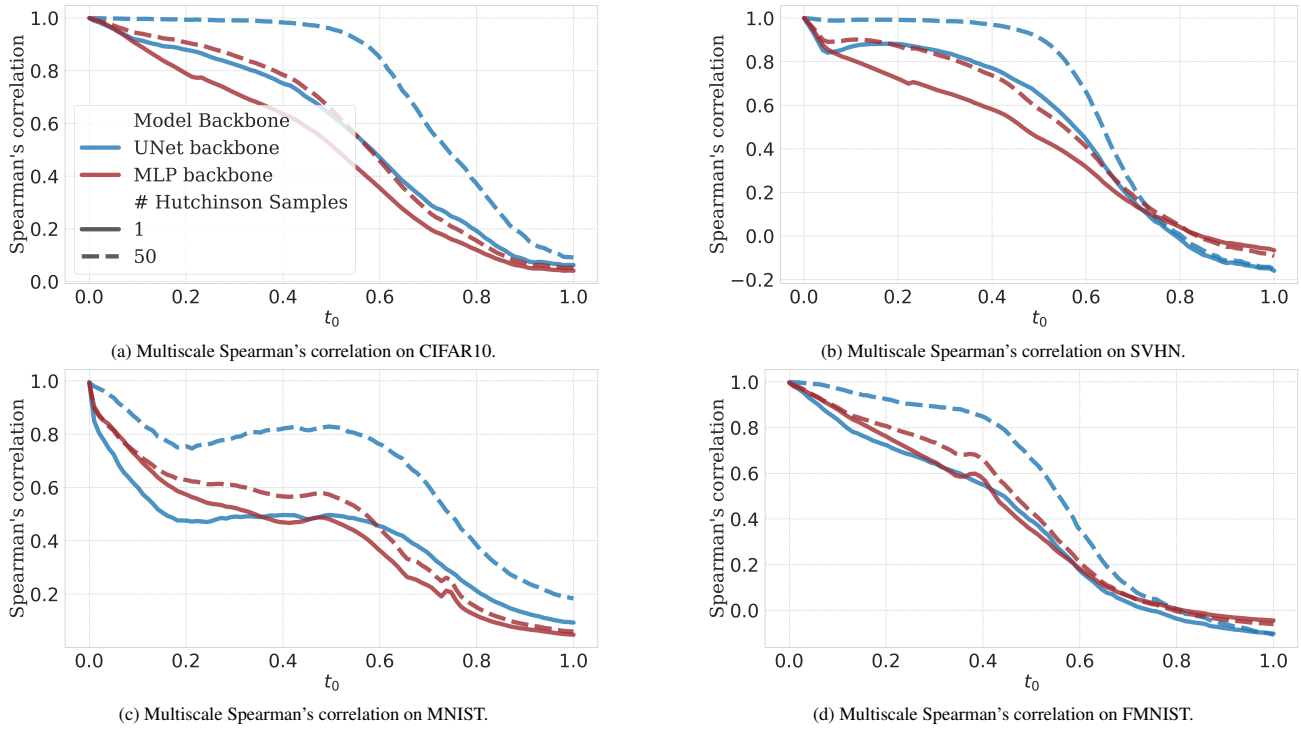 1.0
0.8
0.6
0.4
0.2
0.0
Spearman's correlation
Model Backbone
UNet backbone
MLP backbone
# Hutchinson Samples
1
50
0.0 0.2 0.4 0.6 0.8 1.0
t0
(a) Multiscale Spearman's correlation on CIFAR10.
1.0
0.8
0.6
0.4
0.2
0.0
−0.2
Spearman's correlation
0.0 0.2 0.4 0.6 0.8 1.0
t0
(b) Multiscale Spearman's correlation on SVHN.
1.0
0.8
0.6
0.4
0.2
Spearman's correlation
0.0 0.2 0.4 0.6 0.8 1.0
t0
(c) Multiscale Spearman's correlation on MNIST.
1.0
0.8
0.6
0.4
0.2
0.0
Spearman's correlation
0.0 0.2 0.4 0.6 0.8 1.0
t0
(d) Multiscale Spearman's correlation on FMNIST.